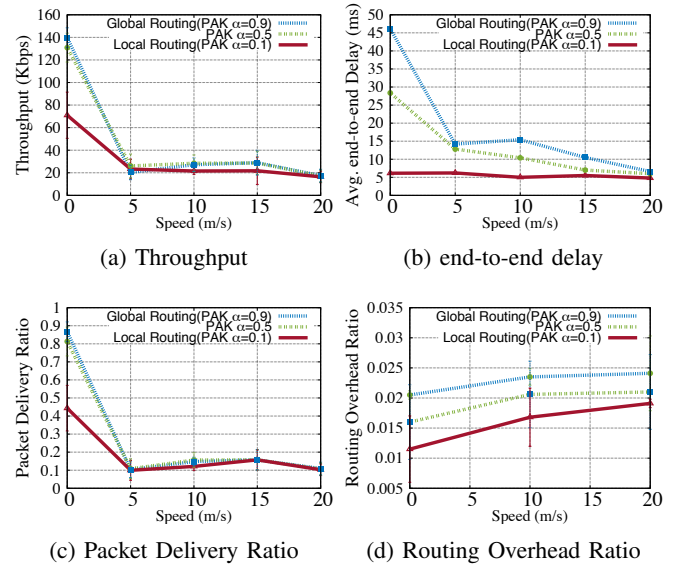 160
140
120
100
80
60
40
20
0
Throughput (Kbps)
Global Routing(PAK α=0.9)
PAK α=0.5
Local Routing(PAK α=0.1)
0 5 10 15 20
Speed (m/s)
(a) Throughput
50
45
40
35
30
25
20
15
10
5
0
Avg. end-to-end Delay (ms)
Global Routing(PAK α=0.9)
PAK α=0.5
Local Routing(PAK α=0.1)
0 5 10 15 20
Speed (m/s)
(b) end-to-end delay
1
0.9
0.8
0.7
0.6
0.5
0.4
0.3
0.2
0.1
0
Packet Delivery Ratio
Global Routing(PAK α=0.9)
PAK α=0.5
Local Routing(PAK α=0.1)
0 5 10 15 20
Speed (m/s)
(c) Packet Delivery Ratio
0.035
0.03
0.025
0.02
0.015
0.01
0.005
Routing Overhead Ratio
Global Routing(PAK α=0.9)
PAK α=0.5
Local Routing(PAK α=0.1)
0 5 10 15 20
Speed (m/s)
(d) Routing Overhead Ratio